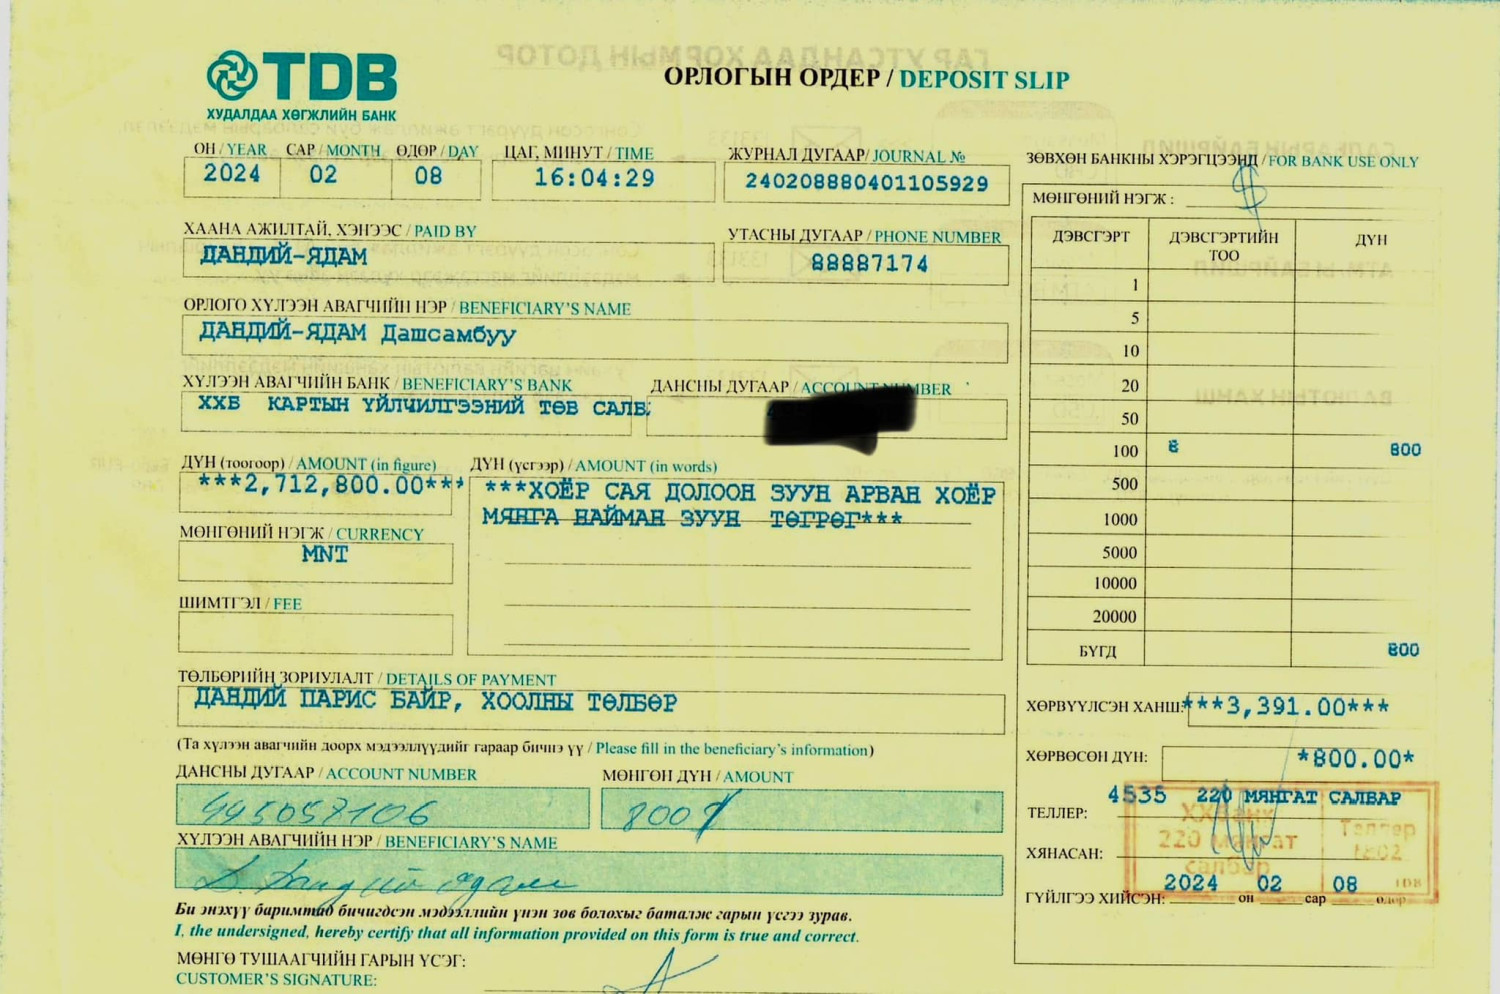 TDB
ХУДАЛДАА ХӨГЖЛИЙН БАНК
ОРЛОГЫН ОРДЕР / DEPOSIT SLIP
ОН / YEAR САР / MONTH ӨДӨР / DAY ЦАГ, МИНУТ / TIME ЖУРНАЛ ДУГААР/ JOURNAL №
2024 02 08 16:04:29 240208880401105929
ХААНА АЖИЛТАЙ, ХЭНЭЭС / PAID BY УТАСНЫ ДУГААР / PHONE NUMBER
ДАНДИЙ-ЯДАМ 88887174
ОРЛОГО ХҮЛЭЭН АВАГЧИЙН НЭР / BENEFICIARY'S NAME
ДАНДИЙ-ЯДАМ Дашсамбуу
ХҮЛЭЭН АВАГЧИЙН БАНК / BENEFICIARY'S BANK ДАНСНЫ ДУГААР / ACCOUNT NUMBER
ХХБ КАРТЫН ҮЙЛЧИЛГЭЭНИЙ ТӨВ САЛБ
ДҮН (тоогоор) / AMOUNT (in figure) ДҮН (үсгээр) / AMOUNT (in words)
***2,712,800.00*** ***ХОЁР САЯ ДОЛООН ЗУУН АРВАН ХОЁР
МЯНГА НАЙМАН ЗУУН ТӨГРӨГ***
МӨНГӨНИЙ НЭГЖ / CURRENCY
MNT
ШИМТГЭЛ / FEE
ТӨЛБӨРИЙН ЗОРИУЛАЛТ / DETAILS OF PAYMENT
ДАНДИЙ ПАРИС БАЙР, ХООЛНЫ ТӨЛБӨР
(Та хүлээн авагчийн доорх мэдээллүүдийг гараар бичнэ үү / Please fill in the beneficiary's information)
ДАНСНЫ ДУГААР / ACCOUNT NUMBER МӨНГӨН ДҮН / AMOUNT
495057106 800$
ХҮЛЭЭН АВАГЧИЙН НЭР / BENEFICIARY'S NAME
Д. Дандий ядам
Би энэхүү баримтад бичигдсэн мэдээллийн үнэн зөв болохыг баталж гарын үсгээ зурав.
I, the undersigned, hereby certify that all information provided on this form is true and correct.
МӨНГӨ ТУШААГЧИЙН ГАРЫН ҮСЭГ:
CUSTOMER'S SIGNATURE:
ЗӨВХӨН БАНКНЫ ХЭРЭГЦЭЭНД / FOR BANK USE ONLY
МӨНГӨНИЙ НЭГЖ : $
ДЭВСГЭРТ ДЭВСГЭРТИЙН ТОО ДҮН
1
5
10
20
50
100 8 800
500
1000
5000
10000
20000
БҮГД 800
ХӨРВҮҮЛСЭН ХАНШ: ***3,391.00***
ХӨРВӨСӨН ДҮН: *800.00*
ТЕЛЛЕР: 4535 220 МЯНГАТ САЛБАР
ХЯНАСАН:
ГҮЙЛГЭЭ ХИЙСЭН: 2024 он 02 сар 08 өдөр
220 мянгат
салбар
Теллер
TDB